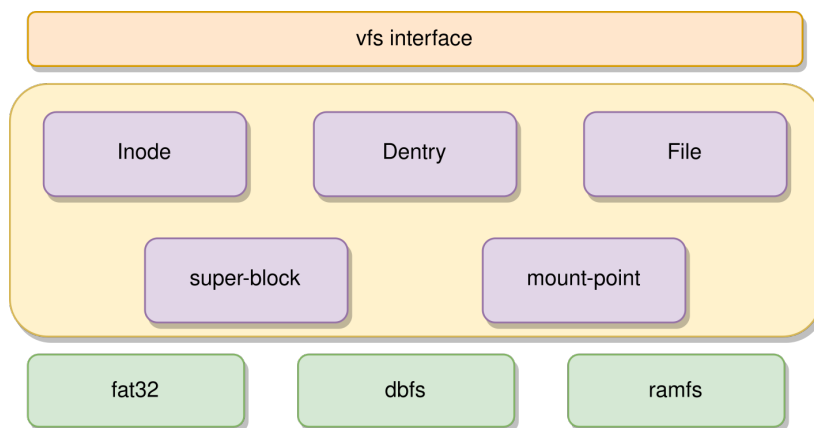 vfs interface
Inode
Dentry
File
super-block
mount-point
fat32
dbfs
ramfs